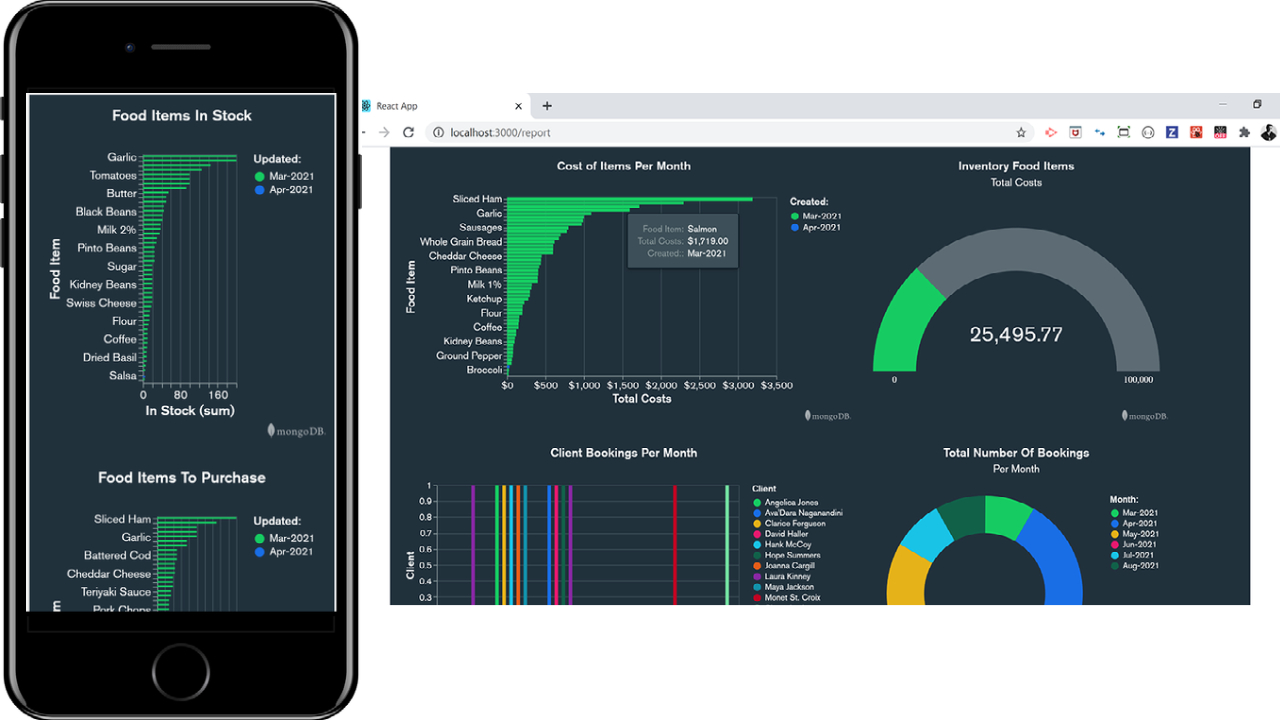 Food Items In Stock
Garlic
Tomatoes
Butter
Black Beans
Milk 2%
Pinto Beans
Sugar
Kidney Beans
Swiss Cheese
Flour
Coffee
Dried Basil
Salsa
Food Item
0 80 160
In Stock (sum)
Updated:
Mar-2021
Apr-2021
mongoDB.
Food Items To Purchase
Sliced Ham
Garlic
Battered Cod
Cheddar Cheese
Teriyaki Sauce
Pork Chops
Updated:
Mar-2021
Apr-2021
React App
localhost:3000/report
Cost of Items Per Month
Sliced Ham
Garlic
Sausages
Whole Grain Bread
Cheddar Cheese
Pinto Beans
Milk 1%
Ketchup
Flour
Coffee
Kidney Beans
Ground Pepper
Broccoli
Food Item
$0 $500 $1,000 $1,500 $2,000 $2,500 $3,000 $3,500
Total Costs
Food Item: Salmon
Total Costs: $1,719.00
Created:: Mar-2021
Created:
Mar-2021
Apr-2021
mongoDB.
Inventory Food Items
Total Costs
25,495.77
0 100,000
mongoDB.
Client Bookings Per Month
1
0.9
0.8
0.7
0.6
0.5
0.4
0.3
Client
Client
Angelica Jones
Ava'Dara Naganandini
Clarice Ferguson
David Haller
Hank McCoy
Hope Summers
Joanna Cargill
Laura Kinney
Maya Jackson
Monet St. Croix
Total Number Of Bookings
Per Month
Month:
Mar-2021
Apr-2021
May-2021
Jun-2021
Jul-2021
Aug-2021